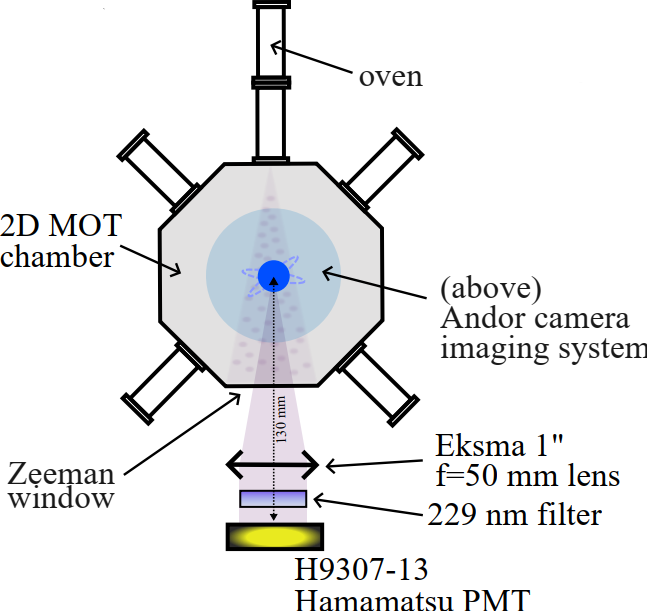 oven
2D MOT
chamber
(above)
Andor camera
imaging system
130 mm
Eksma 1"
f=50 mm lens
Zeeman
window
229 nm filter
H9307-13
Hamamatsu PMT